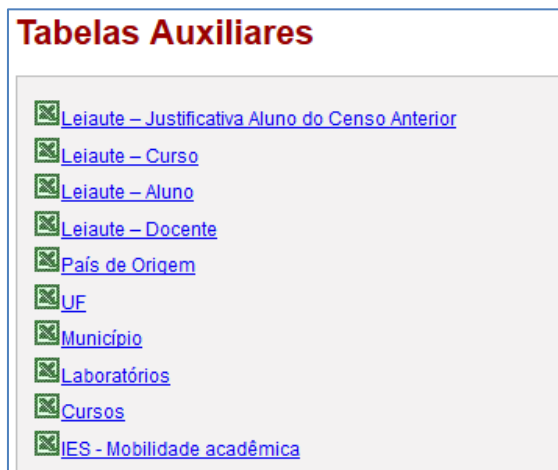 Tabelas Auxiliares
Leiaute – Justificativa Aluno do Censo Anterior
Leiaute – Curso
Leiaute – Aluno
Leiaute – Docente
País de Origem
UF
Município
Laboratórios
Cursos
IES - Mobilidade acadêmica